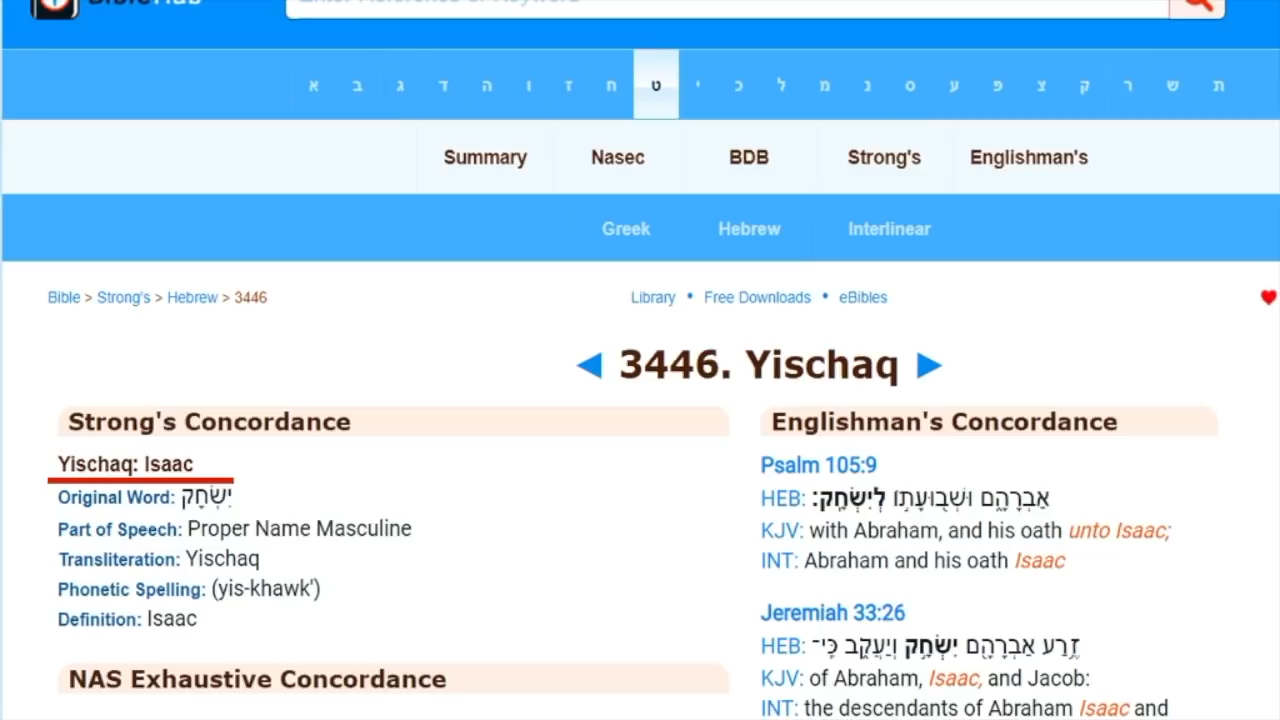 א ב ג ד ה ו ז ח ט י כ ל מ נ ס ע פ צ ק ר ש ת
Summary Nasec BDB Strong's Englishman's
Greek Hebrew Interlinear
Bible > Strong's > Hebrew > 3446
Library • Free Downloads • eBibles
◄ 3446. Yischaq ►
Strong's Concordance
Yischaq: Isaac
Original Word: יִשְׂחָק
Part of Speech: Proper Name Masculine
Transliteration: Yischaq
Phonetic Spelling: (yis-khawk')
Definition: Isaac
NAS Exhaustive Concordance
Englishman's Concordance
Psalm 105:9
HEB: אַבְרָהָ֑ם וּשְׁב֖וּעָת֣וֹ לְיִשְׂחָֽק׃
KJV: with Abraham, and his oath unto Isaac;
INT: Abraham and his oath Isaac
Jeremiah 33:26
HEB: זֶ֥רַע אַבְרָהָ֖ם יִשְׂחָ֣ק וְיַעֲקֹ֑ב כִּֽי־
KJV: of Abraham, Isaac, and Jacob:
INT: the descendants of Abraham Isaac and